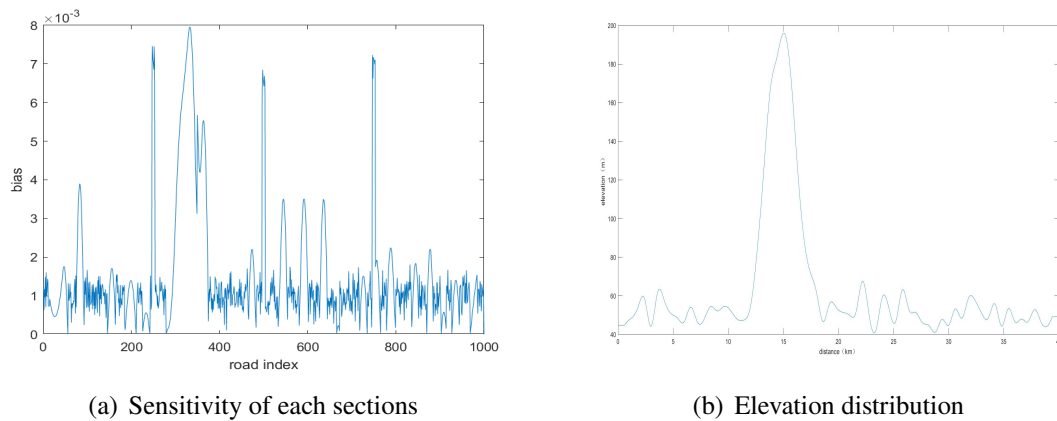 ×10⁻³
8
7
6
5
4
3
2
1
0
bias
0 200 400 600 800 1000
road index
(a) Sensitivity of each sections
200
180
160
140
120
100
80
60
40
elevation (m)
0 5 10 15 20 25 30 35 40
distance (km)
(b) Elevation distribution